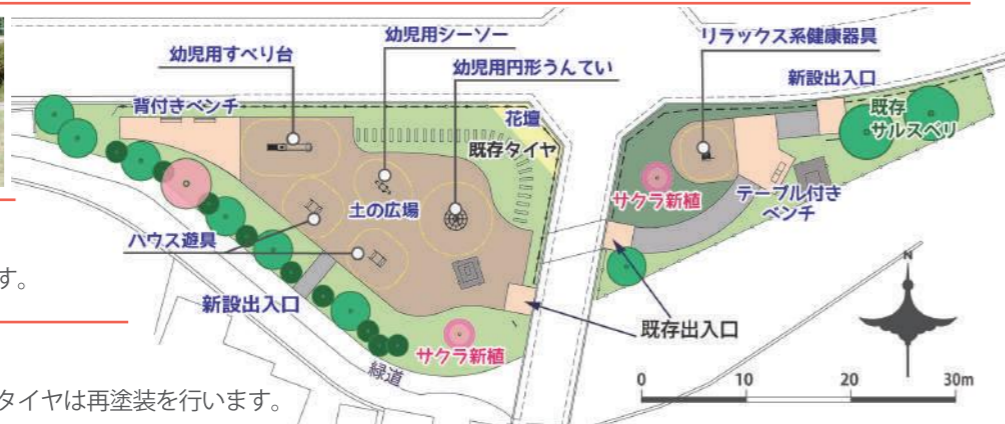 幼児用すべり台
幼児用シーソー
幼児用円形うんてい
リラックス系健康器具
新設出入口
背付きベンチ
花壇
既存タイヤ
既存
サルスベリ
サクラ新植
テーブル付き
ベンチ
土の広場
ハウス遊具
新設出入口
既存出入口
サクラ新植
緑道
N
0 10 20 30m
す。
タイヤは再塗装を行います。